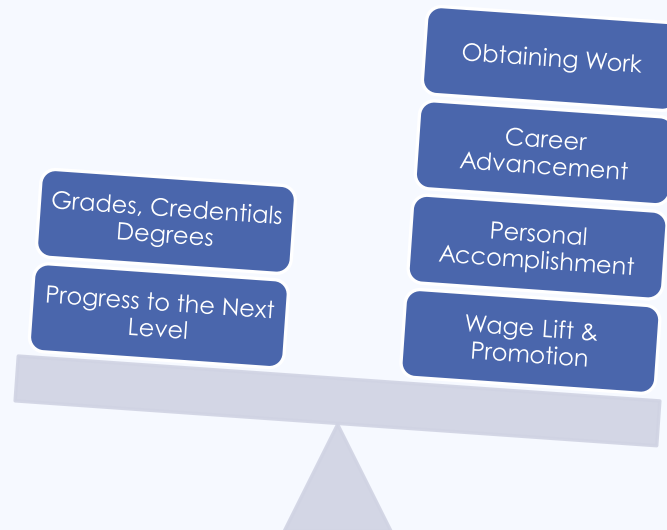 Grades, Credentials
Degrees
Progress to the Next
Level
Obtaining Work
Career
Advancement
Personal
Accomplishment
Wage Lift &
Promotion